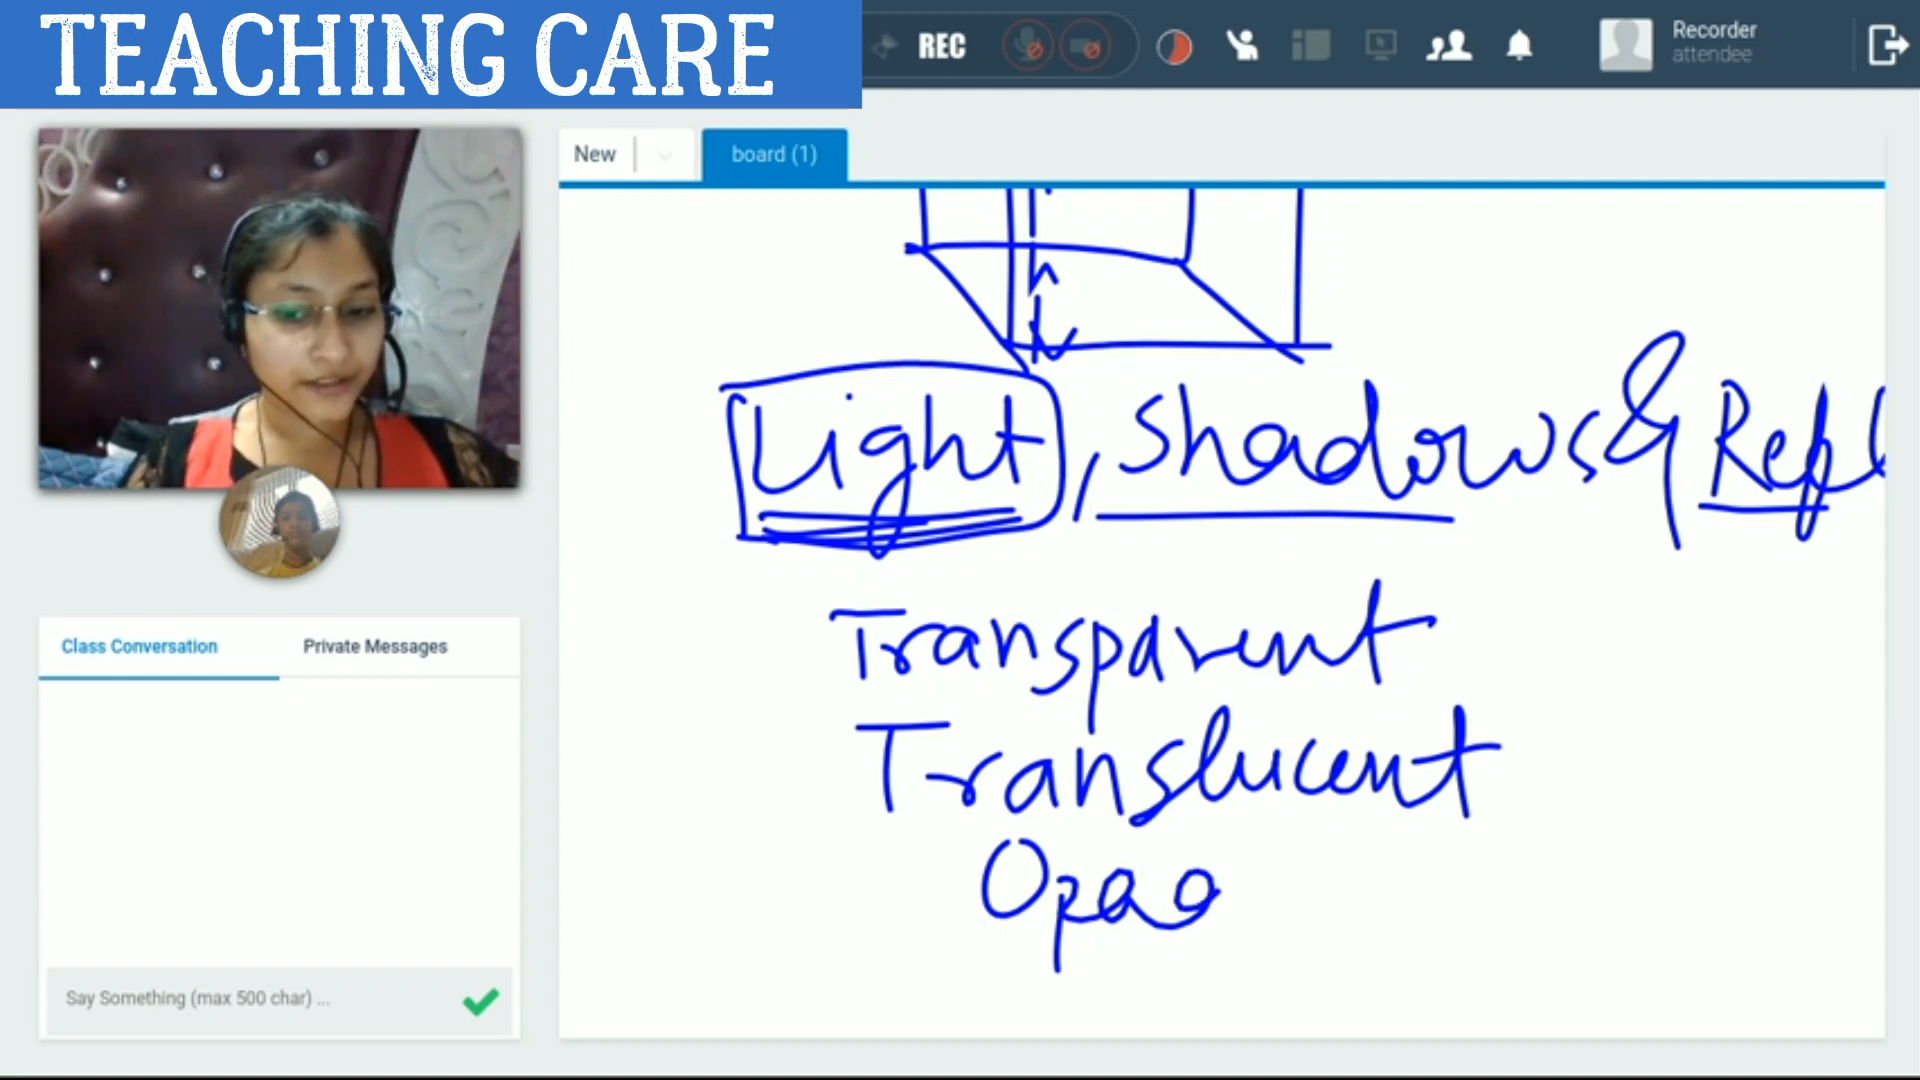 TEACHING CARE
REC
Recorder
attendee
New
board (1)
h
Light, Shadows & Refl
Transparent
Translucent
Opaq
Class Conversation
Private Messages
Say Something (max 500 char) ...